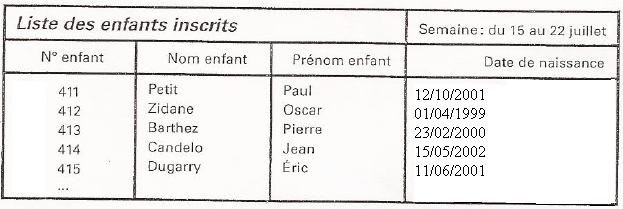 Liste des enfants inscrits Semaine: du 15 au 22 juillet
N° enfant Nom enfant Prénom enfant Date de naissance
411 Petit Paul 12/10/2001
412 Zidane Oscar 01/04/1999
413 Barthez Pierre 23/02/2000
414 Candelo Jean 15/05/2002
415 Dugarry Éric 11/06/2001
...